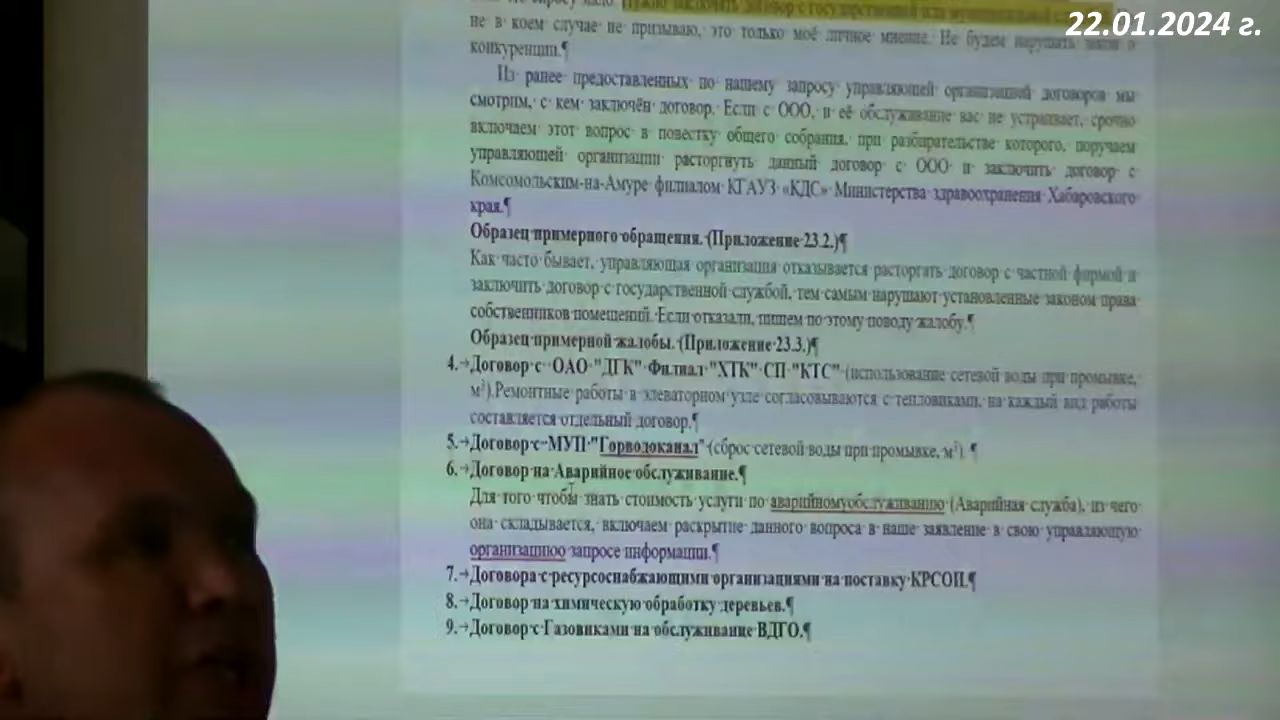 22.01.2024 г.
не в коем случае не призываю, это только моё личное мнение. Не будем нарушать закон о
конкуренции.¶
Из ранее предоставленных по нашему запросу управляющей организацией договоров мы
смотрим, с кем заключён договор. Если с ООО, и её обслуживание вас не устраивает, срочно
включаем этот вопрос в повестку общего собрания, при разбирательстве которого, поручаем
управляющей организации расторгнуть данный договор с ООО и заключить договор с
Комсомольским-на-Амуре филиалом КГАУЗ «КДС» Министерства здравоохранения Хабаровского
края.¶
Образец примерного обращения. (Приложение 23.2.)¶
Как часто бывает, управляющая организация отказывается расторгать договор с частной фирмой и
заключить договор с государственной службой, тем самым нарушают установленные законом права
собственников помещений. Если отказали, пишем по этому поводу жалобу.¶
Образец примерной жалобы. (Приложение 23.3.)¶
4.→Договор с ОАО "ДГК" Филиал "ХТК" СП "КТС" (использование сетевой воды при промывке,
м³).Ремонтные работы в элеваторном узле согласовываются с тепловиками, на каждый вид работы
составляется отдельный договор.¶
5.→Договор с МУП "Горводоканал" (сброс сетевой воды при промывке, м³). ¶
6.→Договор на Аварийное обслуживание.¶
Для того чтобы знать стоимость услуги по аварийномуобслуживанию (Аварийная служба), из чего
она складывается, включаем раскрытие данного вопроса в наше заявление в свою управляющую
организациюо запросе информации.¶
7.→Договора с ресурсоснабжающими организациями на поставку КРСОИ.¶
8.→Договор на химическую обработку деревьев.¶
9.→Договор с Газовиками на обслуживание ВДГО.¶